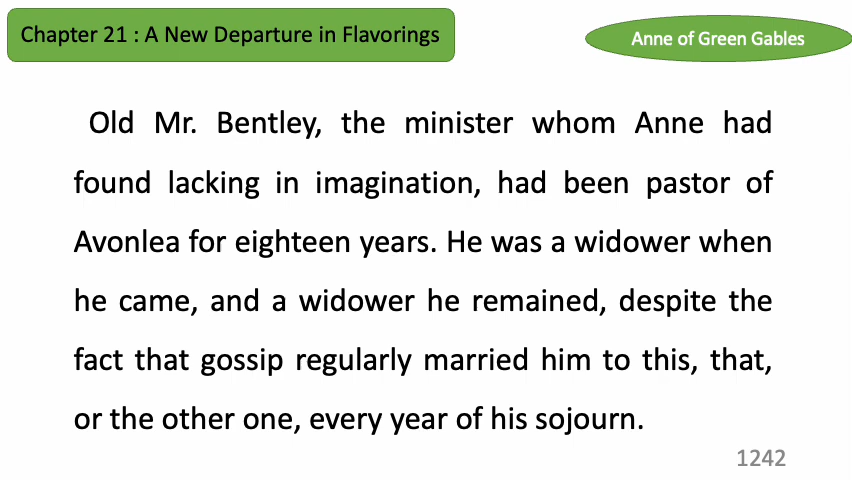 Chapter 21 : A New Departure in Flavorings
Anne of Green Gables
Old Mr. Bentley, the minister whom Anne had
found lacking in imagination, had been pastor of
Avonlea for eighteen years. He was a widower when
he came, and a widower he remained, despite the
fact that gossip regularly married him to this, that,
or the other one, every year of his sojourn.
1242